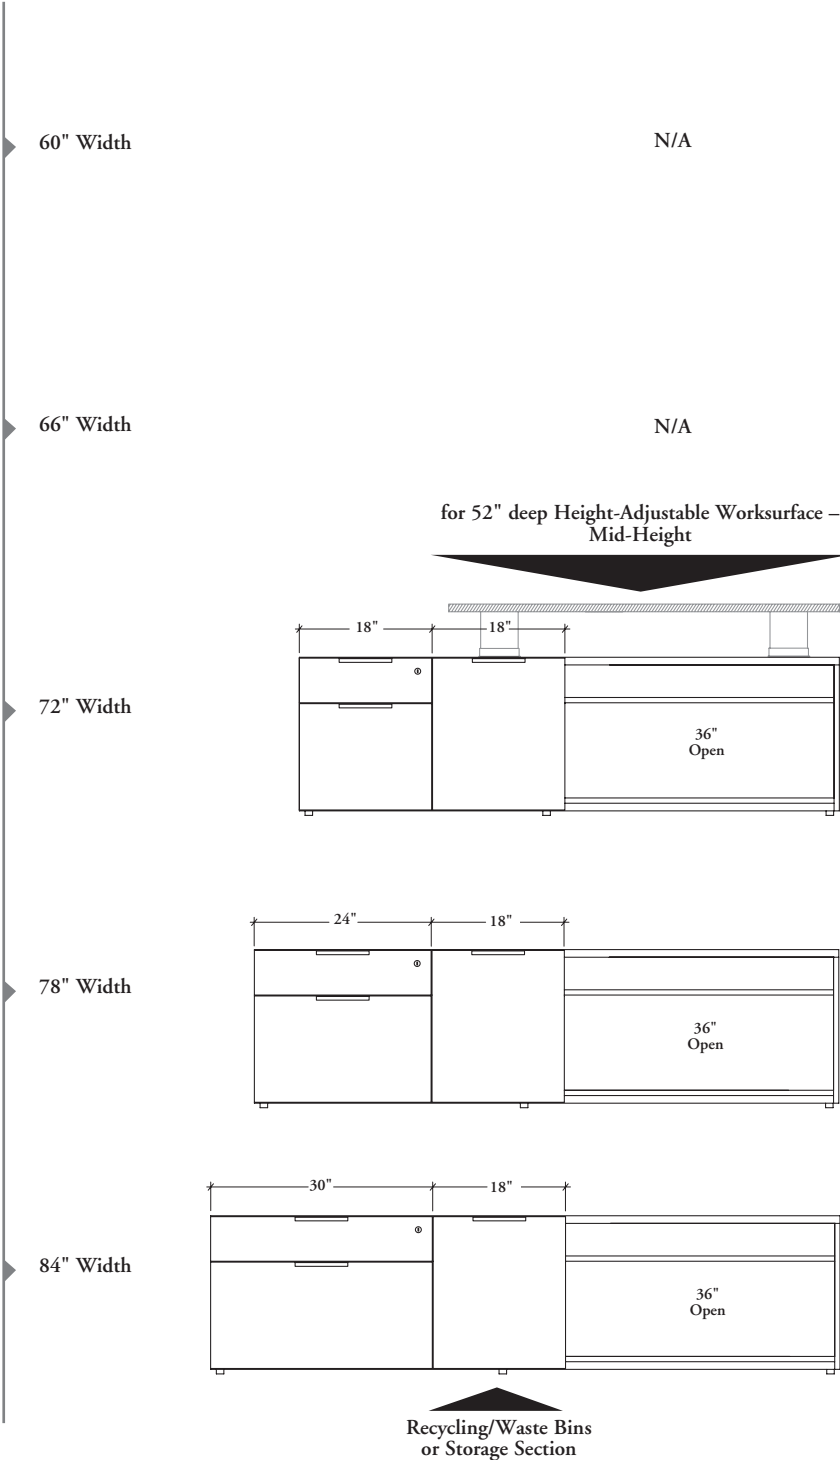 60" Width
N/A
66" Width
N/A
for 52" deep Height-Adjustable Worksurface –
Mid-Height
18"
18"
72" Width
36"
Open
24"
18"
78" Width
36"
Open
30"
18"
84" Width
36"
Open
Recycling/Waste Bins
or Storage Section